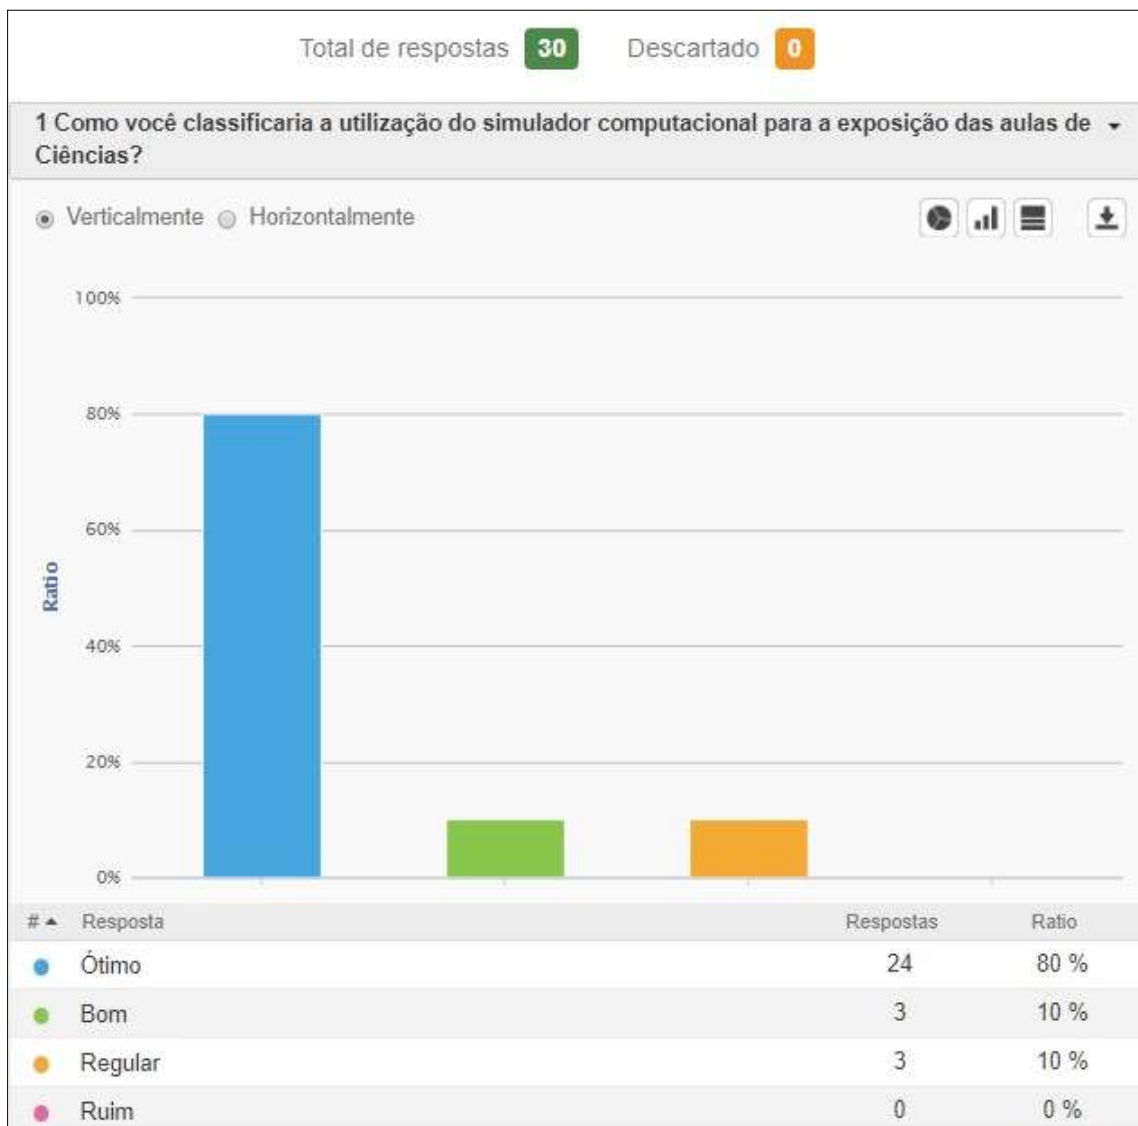 Total de respostas 30 Descartado 0
1 Como você classificaria a utilização do simulador computacional para a exposição das aulas de
Ciências?
Verticalmente Horizontalmente
100%
80%
60%
Ratio
40%
20%
0%
# Resposta Respostas Ratio
Ótimo 24 80 %
Bom 3 10 %
Regular 3 10 %
Ruim 0 0 %